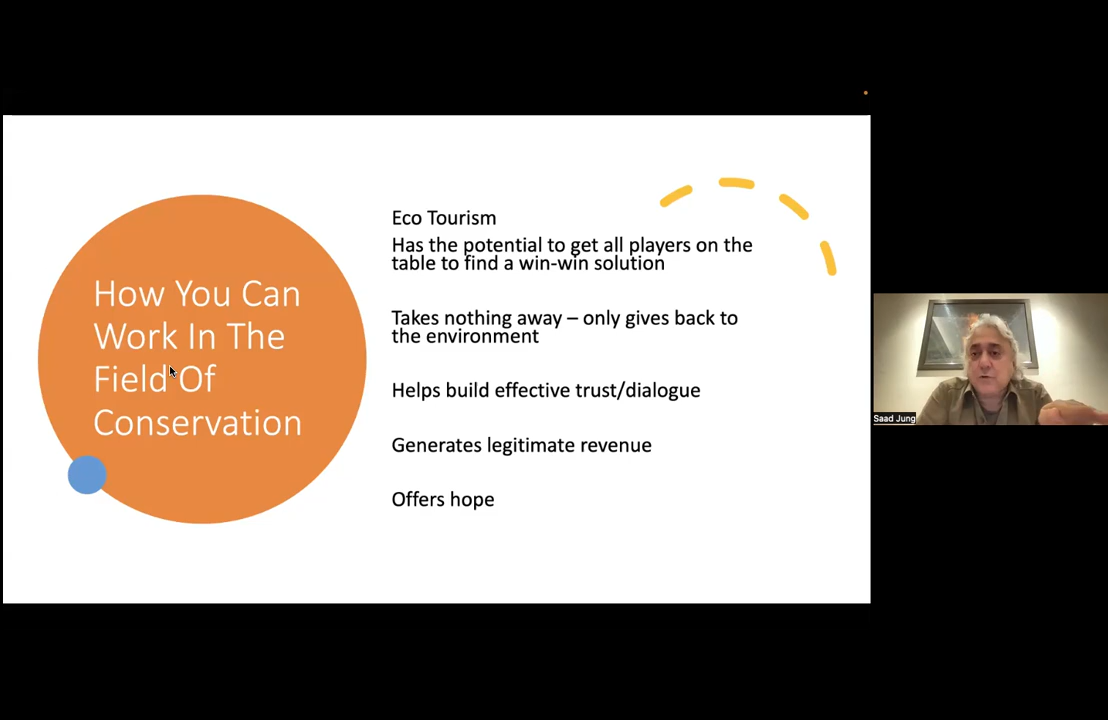 How You Can
Work In The
Field Of
Conservation
Eco Tourism
Has the potential to get all players on the
table to find a win-win solution
Takes nothing away – only gives back to
the environment
Helps build effective trust/dialogue
Generates legitimate revenue
Offers hope
Saad Jung